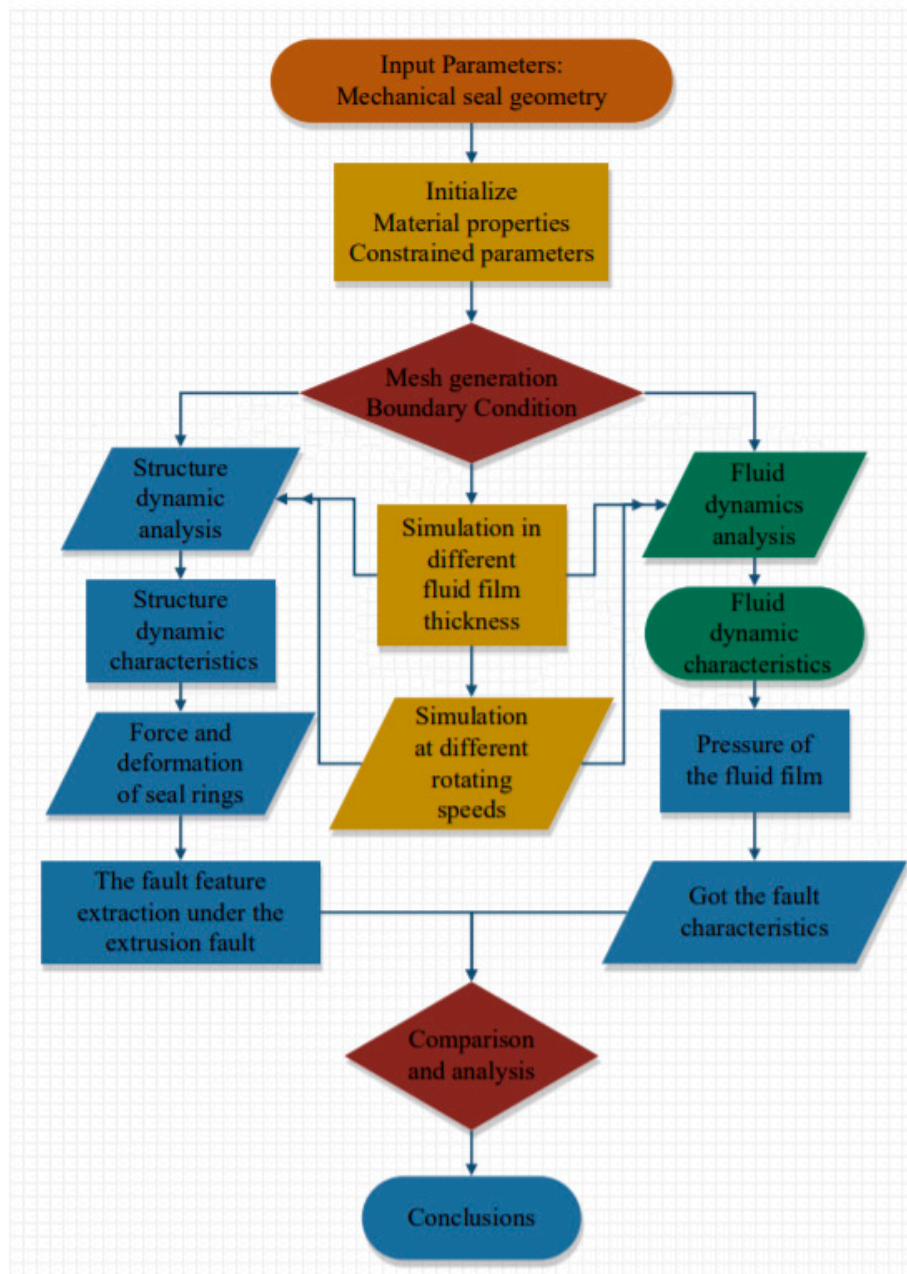 Input Parameters:
Mechanical seal geometry
Initialize
Material properties
Constrained parameters
Mesh generation
Boundary Condition
Structure
dynamic
analysis
Simulation in
different
fluid film
thickness
Fluid
dynamics
analysis
Structure
dynamic
characteristics
Fluid
dynamic
characteristics
Force and
deformation
of seal rings
Simulation
at different
rotating
speeds
Pressure of
the fluid film
The fault feature
extraction under the
extrusion fault
Got the fault
characteristics
Comparison
and analysis
Conclusions